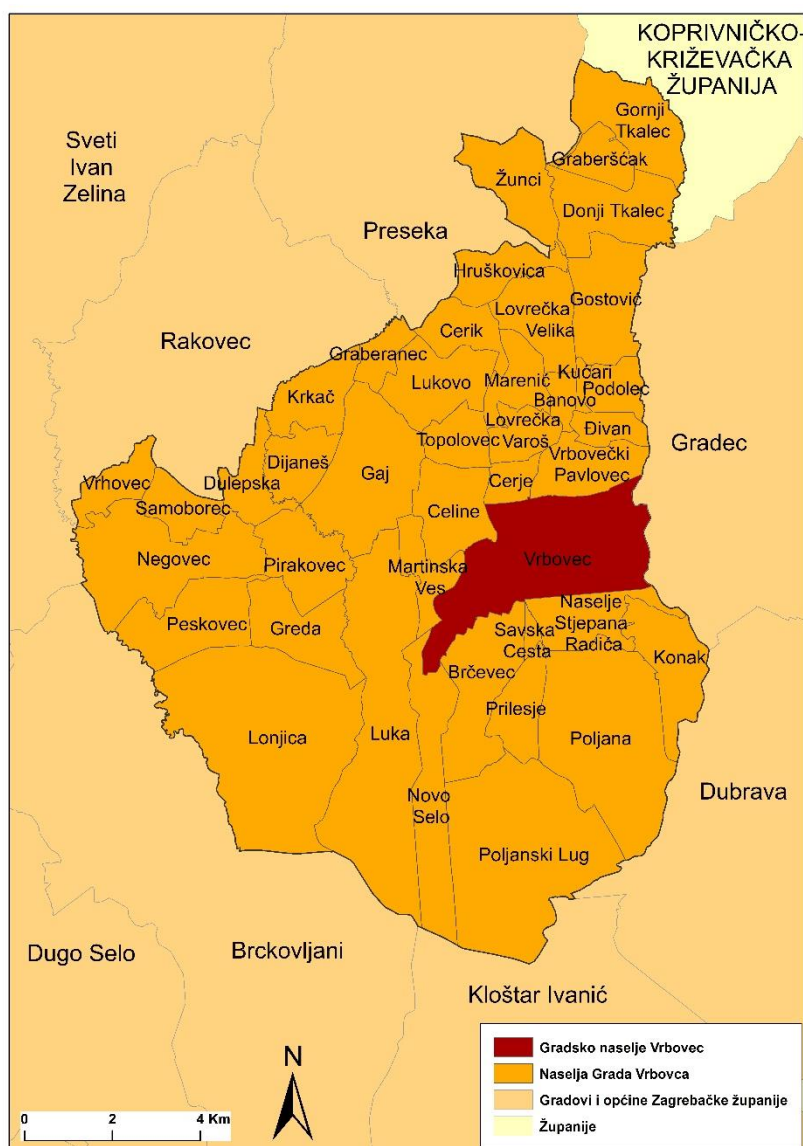 KOPRIVNIČKO-
KRIŽEVAČKA
ŽUPANIJA
Gornji
Tkalec
Graberšćak
Sveti
Ivan
Zelina
Žunci
Donji Tkalec
Preseka
Hruškovica
Gostović
Lovrečka
Velika
Cerik
Rakovec
Graberanec
Lukovo
Marenić
Kućari
Podolec
Krkač
Banovo
Lovrečka
Varoš
Đivan
Topolovec
Gradec
Vrbovečki
Pavlovec
Dijaneš
Gaj
Cerje
Vrhovec
Dulepska
Samoborec
Celine
Negovec
Pirakovec
Martinska
Ves
Vrbovec
Naselje
Stjepana
Radića
Peskovec
Greda
Savska
Cesta
Konak
Brčevec
Prilesje
Lonjica
Luka
Poljana
Novo
Selo
Dubrava
Poljanski Lug
Dugo Selo
Brckovljani
Kloštar Ivanić
N
0 2 4 Km
Gradsko naselje Vrbovec
Naselja Grada Vrbovca
Gradovi i općine Zagrebačke županije
Županije